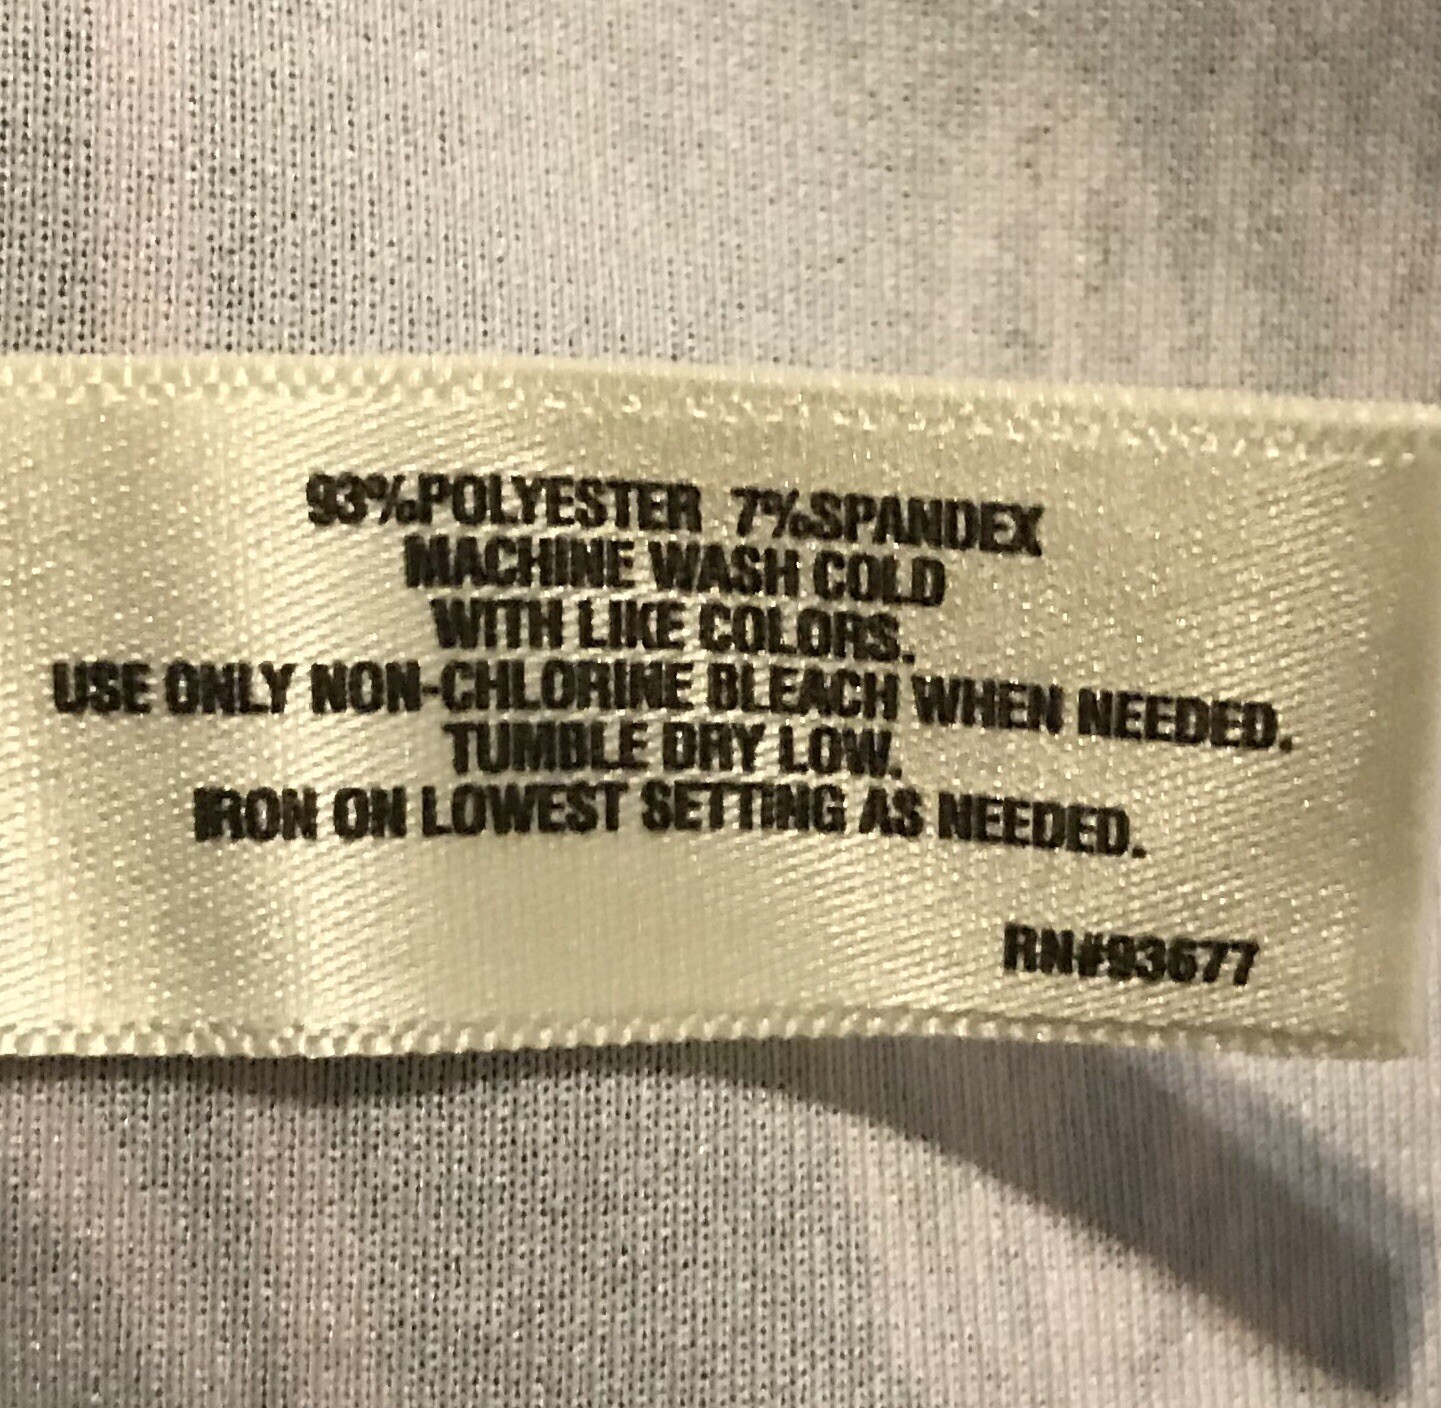 93%POLYESTER 7%SPANDEX
MACHINE WASH COLD
WITH LIKE COLORS.
USE ONLY NON-CHLORINE BLEACH WHEN NEEDED.
TUMBLE DRY LOW.
IRON ON LOWEST SETTING AS NEEDED.
RN#93677